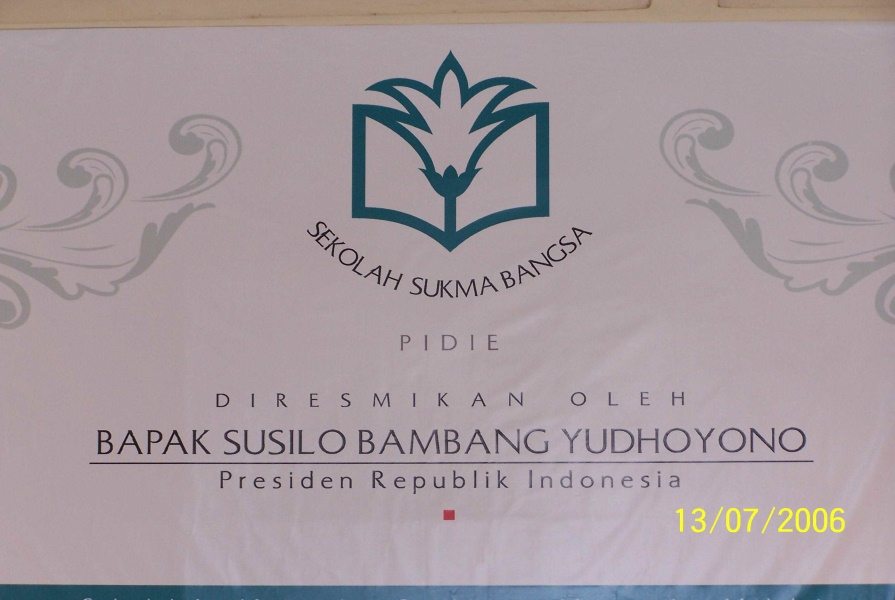 SEKOLAH SUKMA BANGSA
PIDIE
DIRESMIKAN OLEH
BAPAK SUSILO BAMBANG YUDHOYONO
Presiden Republik Indonesia
13/07/2006